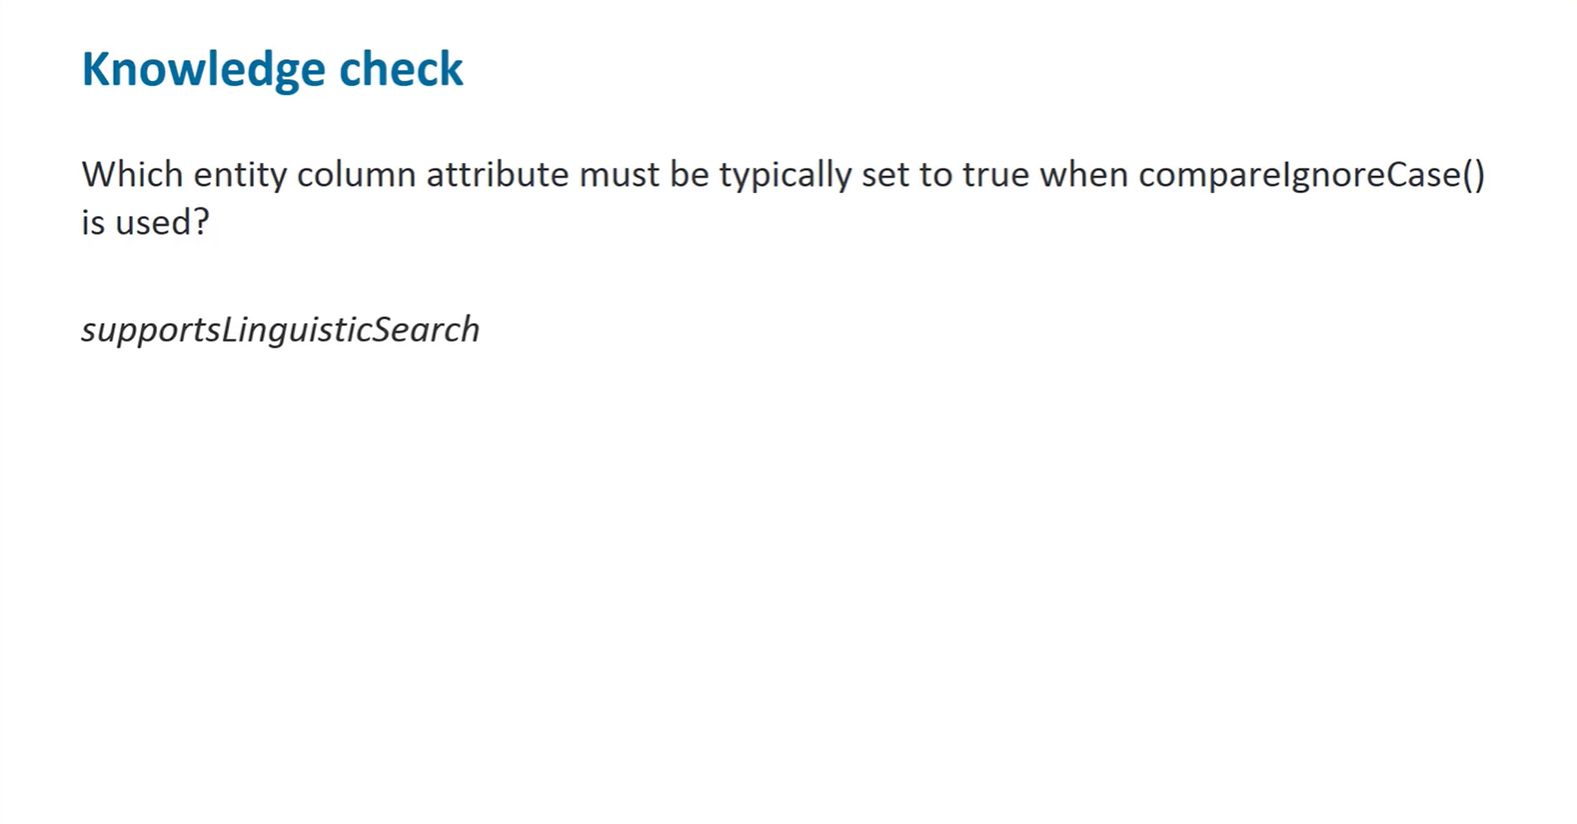 Knowledge check
Which entity column attribute must be typically set to true when compareIgnoreCase()
is used?
supportsLinguisticSearch